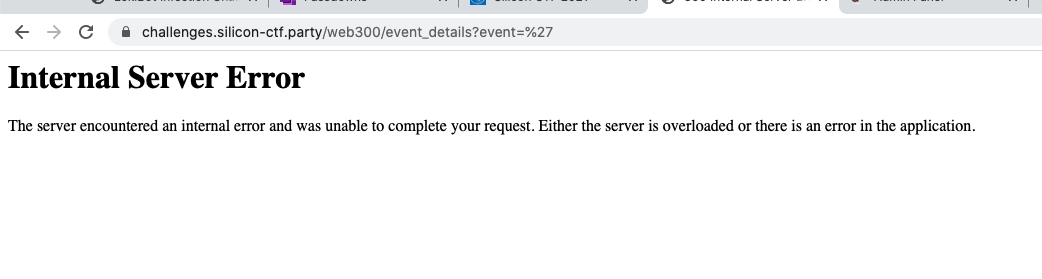 challenges.silicon-ctf.party/web300/event_details?event=%27
Internal Server Error
The server encountered an internal error and was unable to complete your request. Either the server is overloaded or there is an error in the application.